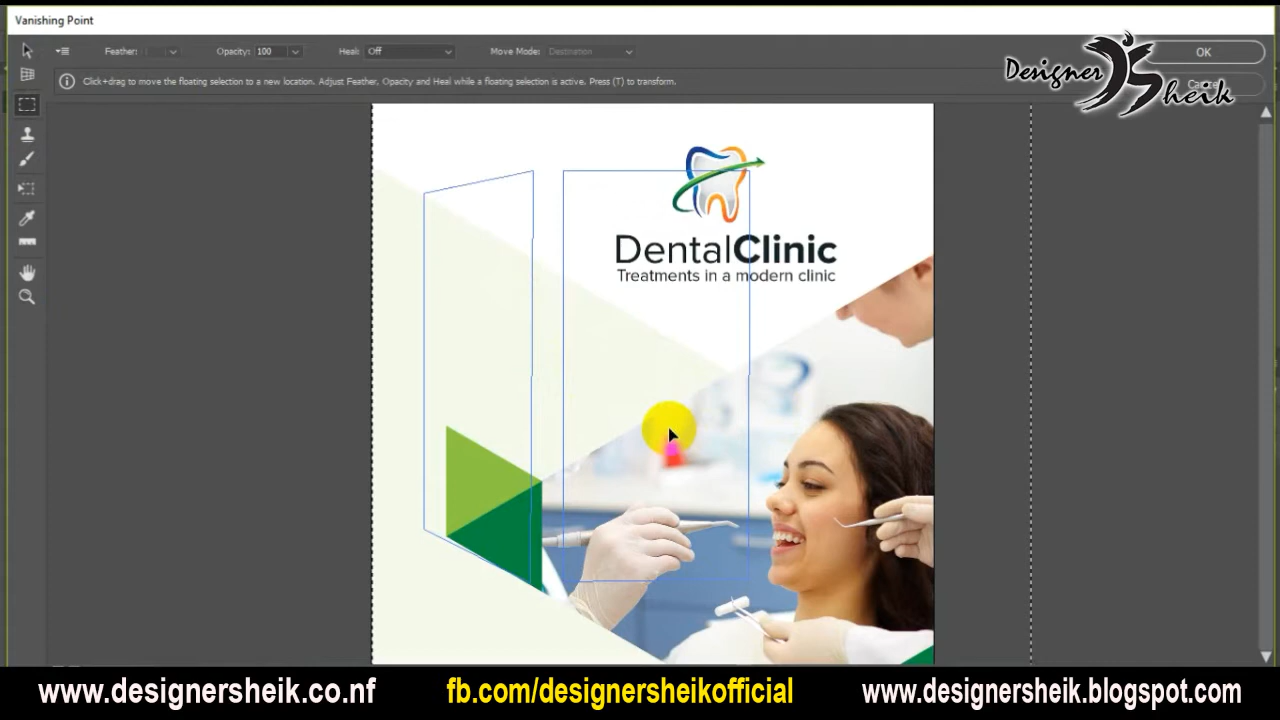 Vanishing Point
Feather: Opacity: 100 Heal: Off Move Mode: Destination
OK
Click+drag to move the floating selection to a new location. Adjust Feather, Opacity and Heal while a floating selection is active. Press (T) to transform.
Designer Sheik
DentalClinic
Treatments in a modern clinic
www.designersheik.co.nf
fb.com/designersheikofficial
www.designersheik.blogspot.com